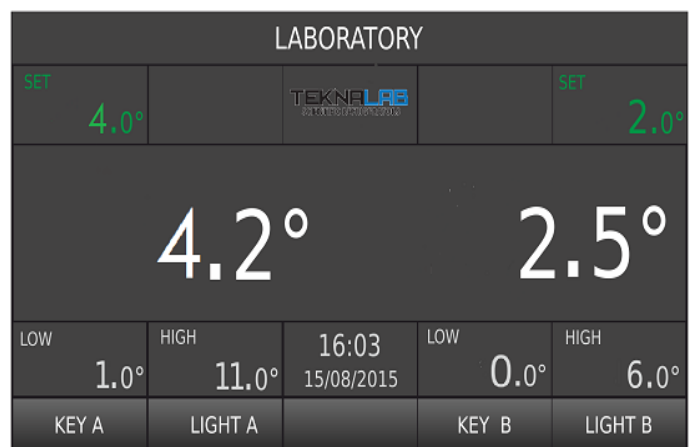 LABORATORY
SET
4.0°
TEKNALAB
SET
2.0°
4.2°
2.5°
LOW
1.0°
HIGH
11.0°
16:03
15/08/2015
LOW
0.0°
HIGH
6.0°
KEY A
LIGHT A
KEY B
LIGHT B